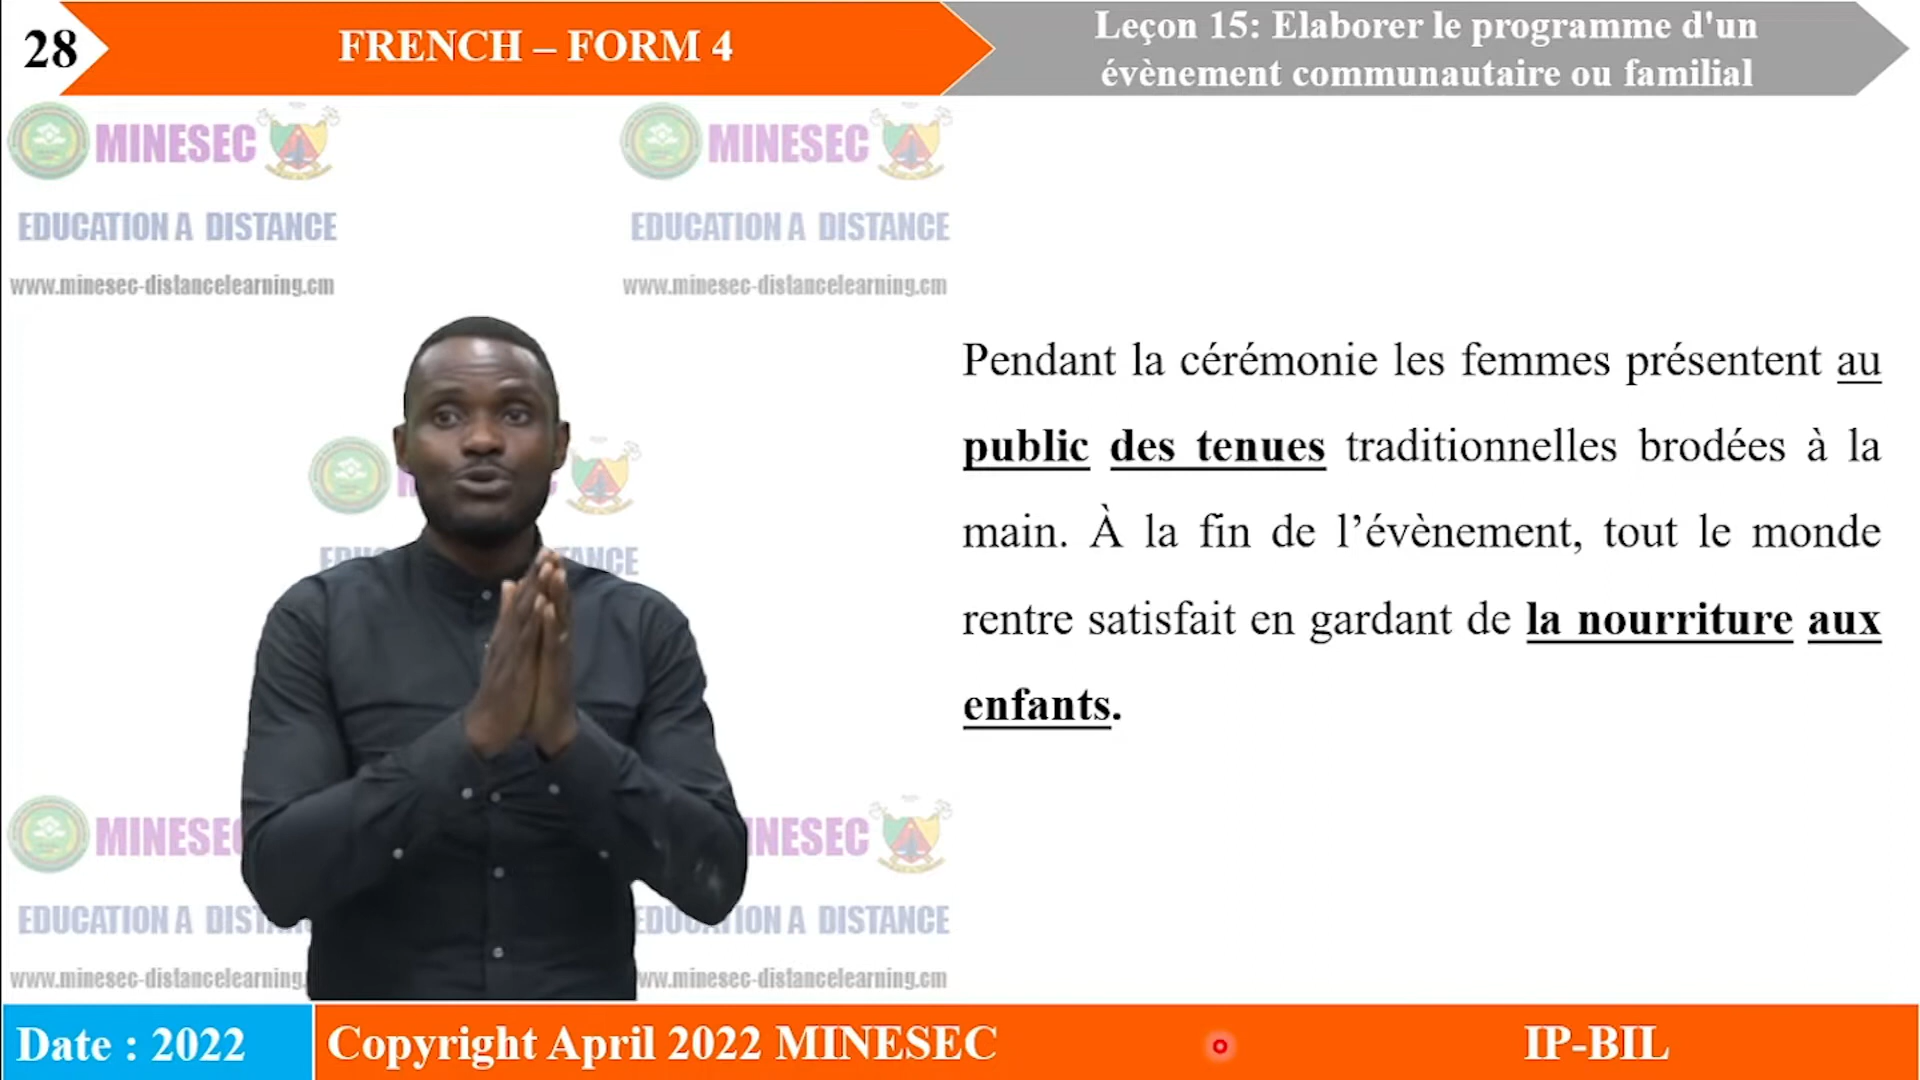 28
FRENCH – FORM 4
Leçon 15: Elaborer le programme d'un
évènement communautaire ou familial
MINESEC
MINESEC
EDUCATION A DISTANCE
EDUCATION A DISTANCE
www.minesec-distancelearning.cm
www.minesec-distancelearning.cm
Pendant la cérémonie les femmes présentent au
public des tenues traditionnelles brodées à la
main. À la fin de l’évènement, tout le monde
rentre satisfait en gardant de la nourriture aux
enfants.
MINESEC
EDUCATION A DISTANCE
EDUCATION A DISTANCE
www.minesec-distancelearning.
www.minesec-distancelearning.cm
Date : 2022
Copyright April 2022 MINESEC
IP-BIL